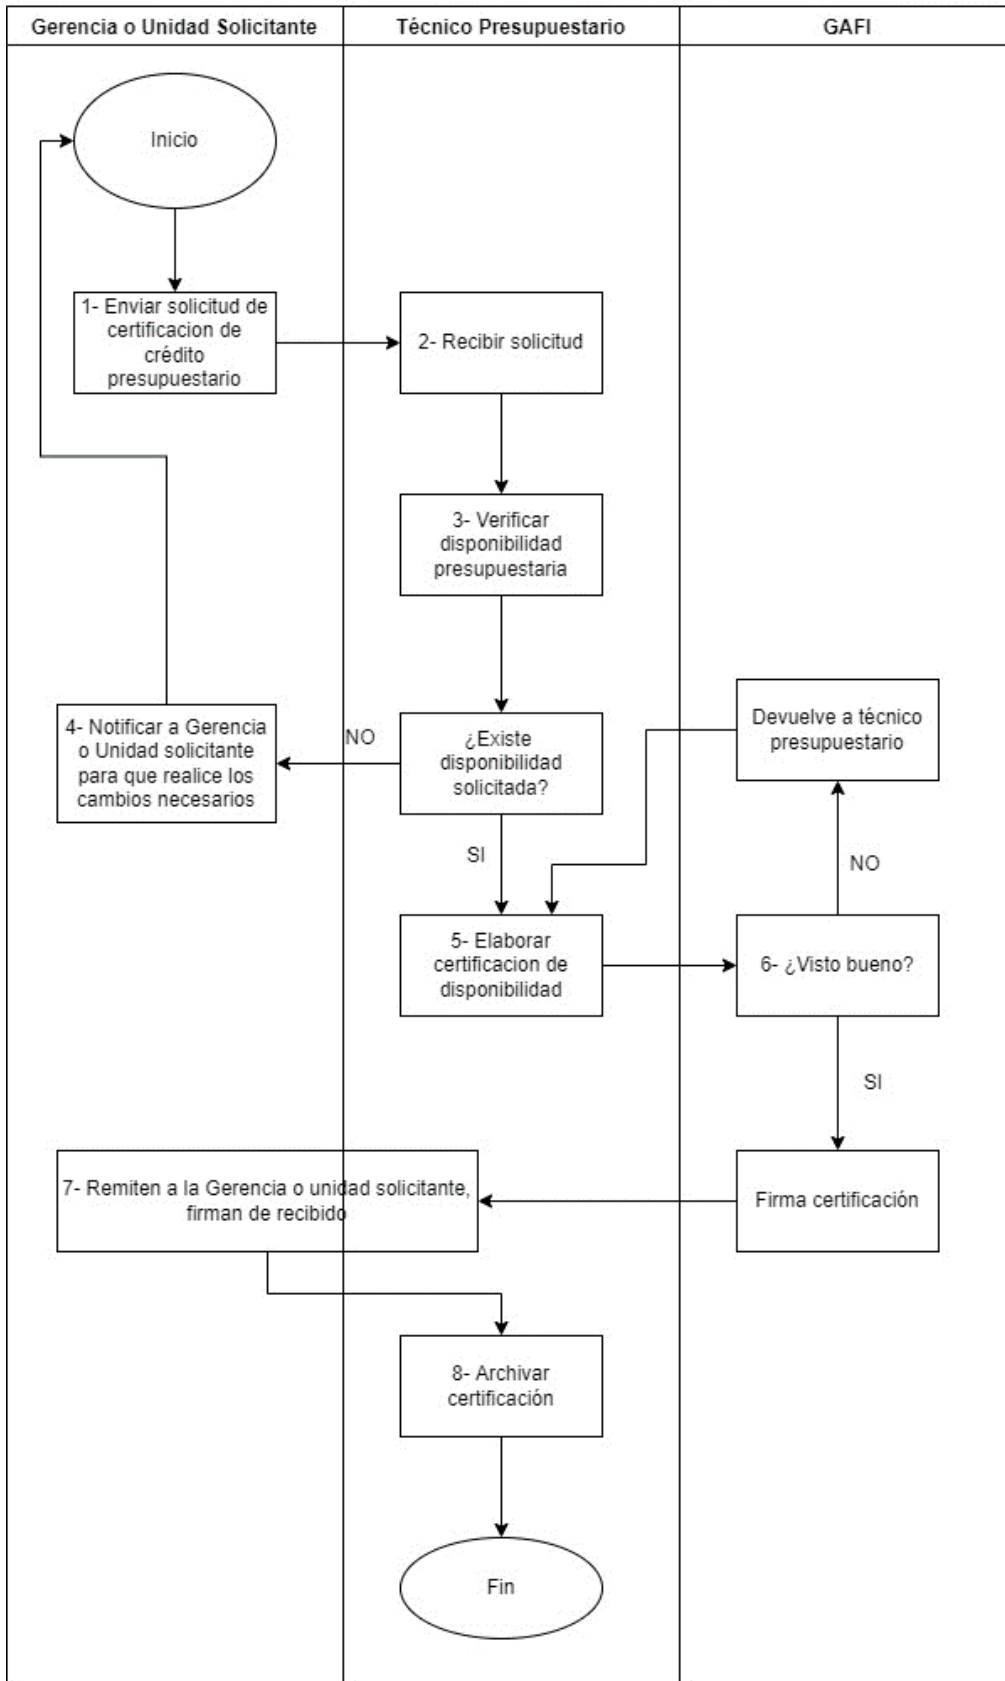 Gerencia o Unidad Solicitante
Técnico Presupuestario
GAFI
Inicio
1- Enviar solicitud de
certificacion de
crédito
presupuestario
2- Recibir solicitud
3- Verificar
disponibilidad
presupuestaria
¿Existe
disponibilidad
solicitada?
NO
4- Notificar a Gerencia
o Unidad solicitante
para que realice los
cambios necesarios
SI
5- Elaborar
certificacion de
disponibilidad
6- ¿Visto bueno?
NO
Devuelve a técnico
presupuestario
SI
Firma certificación
7- Remiten a la Gerencia o unidad solicitante,
firman de recibido
8- Archivar
certificación
Fin